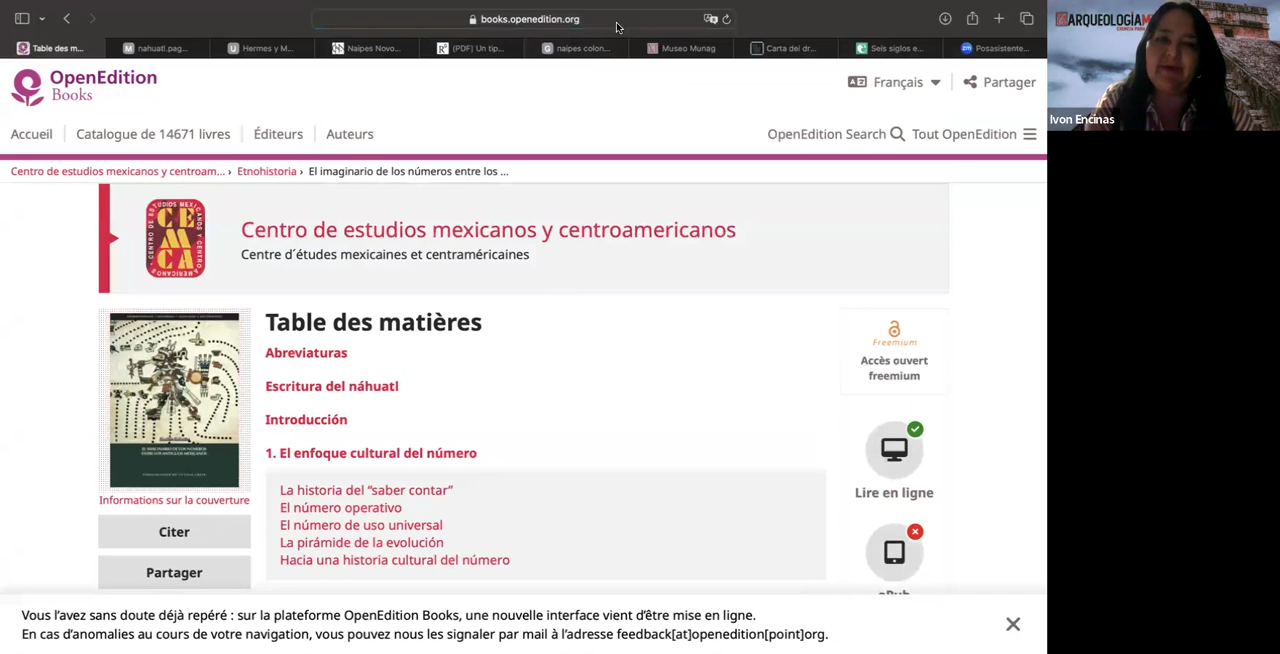 books.openedition.org
Table des m...
nahuatl.pag...
Hermes y M...
Naipes Novo...
(PDF) Un tip...
naipes colon...
Museo Munag
Carta del dr...
Seis siglos e...
Posasistente...
OpenEdition
Books
Français
Partager
Accueil
Catalogue de 14671 livres
Éditeurs
Auteurs
OpenEdition Search
Tout OpenEdition
Centro de estudios mexicanos y centroam... › Etnohistoria › El imaginario de los números entre los ...
CEMCA
Centro de estudios mexicanos y centroamericanos
Centre d´études mexicaines et centraméricaines
Table des matières
Abreviaturas
Escritura del náhuatl
Introducción
1. El enfoque cultural del número
La historia del “saber contar”
El número operativo
El número de uso universal
La pirámide de la evolución
Hacia una historia cultural del número
Informations sur la couverture
Citer
Partager
Freemium
Accès ouvert
freemium
Lire en ligne
ePub
Vous l’avez sans doute déjà repéré : sur la plateforme OpenEdition Books, une nouvelle interface vient d’être mise en ligne.
En cas d’anomalies au cours de votre navigation, vous pouvez nous les signaler par mail à l’adresse feedback[at]openedition[point]org.
ARQUEOLOGÍA
Ivon Encinas